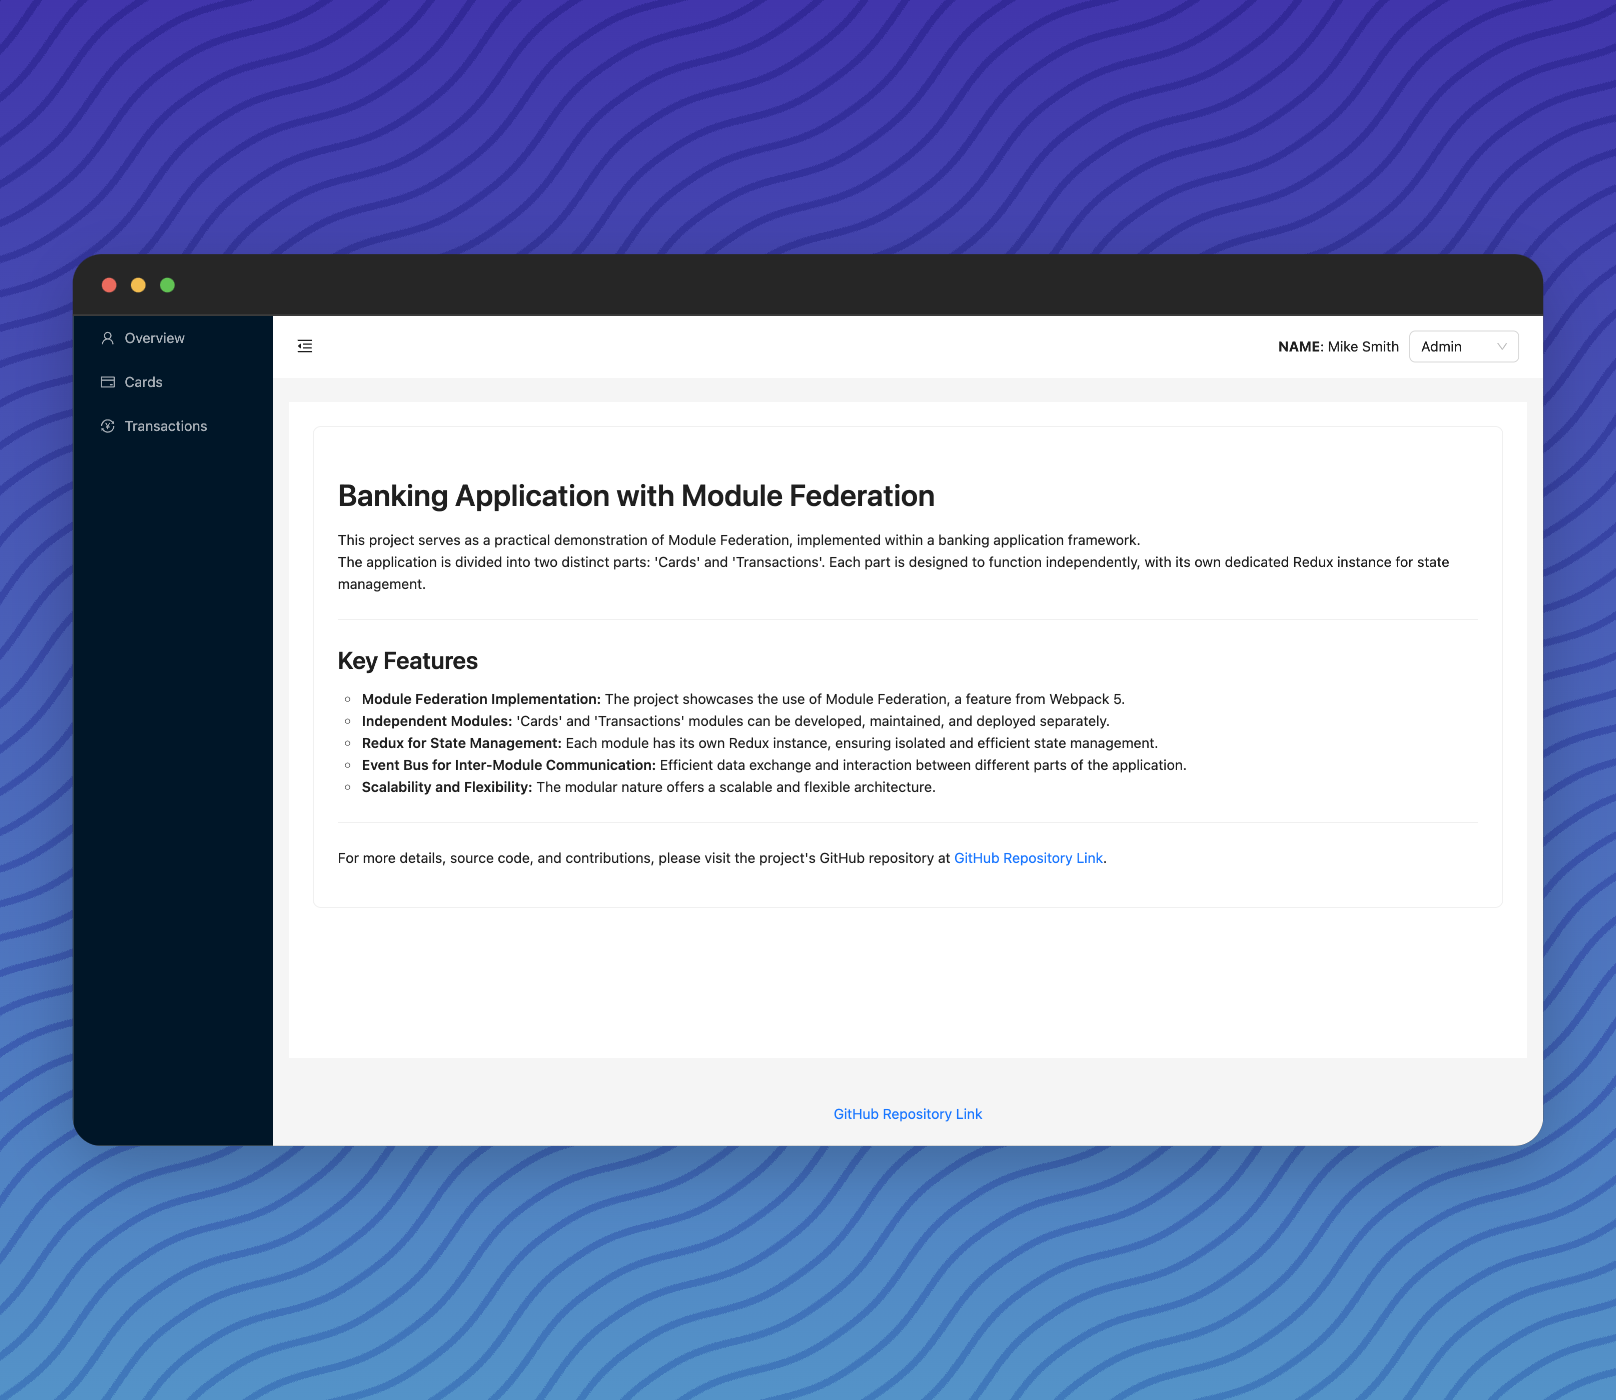 Overview
Cards
Transactions
NAME: Mike Smith
Admin
Banking Application with Module Federation
This project serves as a practical demonstration of Module Federation, implemented within a banking application framework.
The application is divided into two distinct parts: 'Cards' and 'Transactions'. Each part is designed to function independently, with its own dedicated Redux instance for state
management.
Key Features
Module Federation Implementation: The project showcases the use of Module Federation, a feature from Webpack 5.
Independent Modules: 'Cards' and 'Transactions' modules can be developed, maintained, and deployed separately.
Redux for State Management: Each module has its own Redux instance, ensuring isolated and efficient state management.
Event Bus for Inter-Module Communication: Efficient data exchange and interaction between different parts of the application.
Scalability and Flexibility: The modular nature offers a scalable and flexible architecture.
For more details, source code, and contributions, please visit the project's GitHub repository at GitHub Repository Link.
GitHub Repository Link